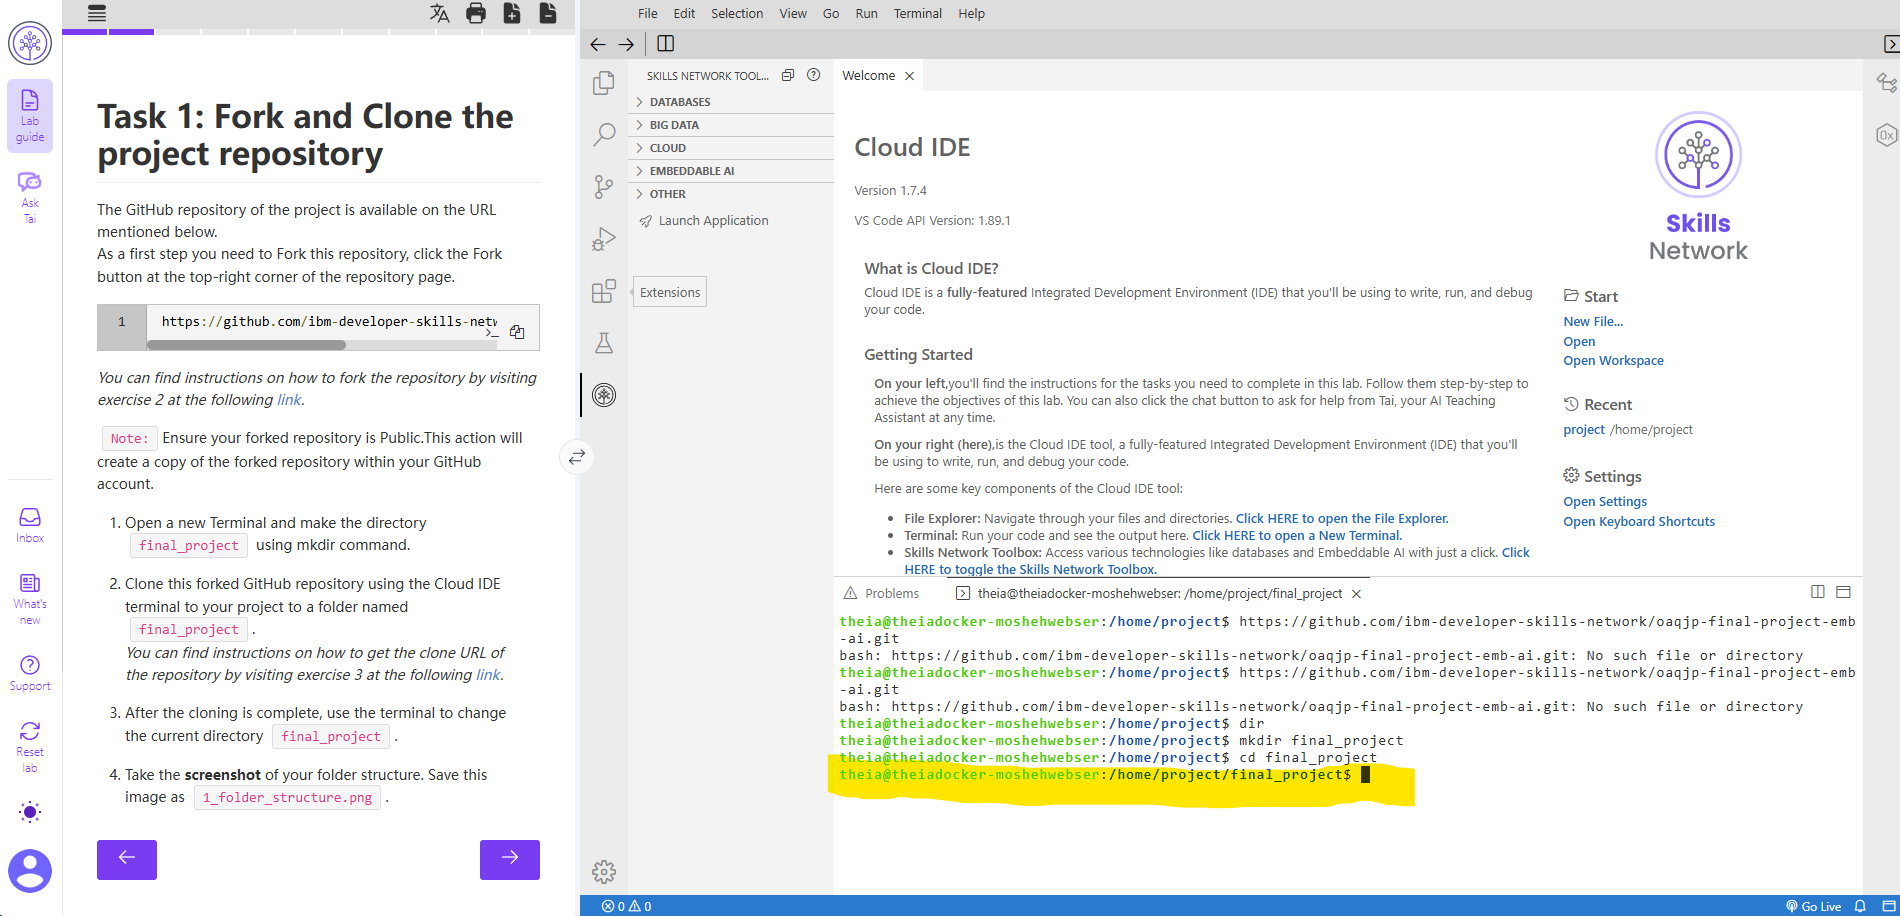 File Edit Selection View Go Run Terminal Help
Lab
guide
Ask
Tai
Inbox
What's
new
Support
Reset
lab
Task 1: Fork and Clone the
project repository
The GitHub repository of the project is available on the URL
mentioned below.
As a first step you need to Fork this repository, click the Fork
button at the top-right corner of the repository page.
1 https://github.com/ibm-developer-skills-netw
You can find instructions on how to fork the repository by visiting
exercise 2 at the following link.
Note: Ensure your forked repository is Public.This action will
create a copy of the forked repository within your GitHub
account.
1. Open a new Terminal and make the directory
final_project using mkdir command.
2. Clone this forked GitHub repository using the Cloud IDE
terminal to your project to a folder named
final_project .
You can find instructions on how to get the clone URL of
the repository by visiting exercise 3 at the following link.
3. After the cloning is complete, use the terminal to change
the current directory final_project .
4. Take the screenshot of your folder structure. Save this
image as 1_folder_structure.png .
SKILLS NETWORK TOOL...
DATABASES
BIG DATA
CLOUD
EMBEDDABLE AI
OTHER
Launch Application
Extensions
Welcome
Cloud IDE
Version 1.7.4
VS Code API Version: 1.89.1
What is Cloud IDE?
Cloud IDE is a fully-featured Integrated Development Environment (IDE) that you'll be using to write, run, and debug
your code.
Getting Started
On your left,you'll find the instructions for the tasks you need to complete in this lab. Follow them step-by-step to
achieve the objectives of this lab. You can also click the chat button to ask for help from Tai, your AI Teaching
Assistant at any time.
On your right (here),is the Cloud IDE tool, a fully-featured Integrated Development Environment (IDE) that you'll
be using to write, run, and debug your code.
Here are some key components of the Cloud IDE tool:
• File Explorer: Navigate through your files and directories. Click HERE to open the File Explorer.
• Terminal: Run your code and see the output here. Click HERE to open a New Terminal.
• Skills Network Toolbox: Access various technologies like databases and Embeddable AI with just a click. Click
HERE to toggle the Skills Network Toolbox.
Skills
Network
Start
New File...
Open
Open Workspace
Recent
project /home/project
Settings
Open Settings
Open Keyboard Shortcuts
Problems theia@theiadocker-moshehwebser: /home/project/final_project
theia@theiadocker-moshehwebser:/home/project$ https://github.com/ibm-developer-skills-network/oaqjp-final-project-emb
-ai.git
bash: https://github.com/ibm-developer-skills-network/oaqjp-final-project-emb-ai.git: No such file or directory
theia@theiadocker-moshehwebser:/home/project$ https://github.com/ibm-developer-skills-network/oaqjp-final-project-emb
-ai.git
bash: https://github.com/ibm-developer-skills-network/oaqjp-final-project-emb-ai.git: No such file or directory
theia@theiadocker-moshehwebser:/home/project$ dir
theia@theiadocker-moshehwebser:/home/project$ mkdir final_project
theia@theiadocker-moshehwebser:/home/project$ cd final_project
theia@theiadocker-moshehwebser:/home/project/final_project$
0 0
Go Live
0x